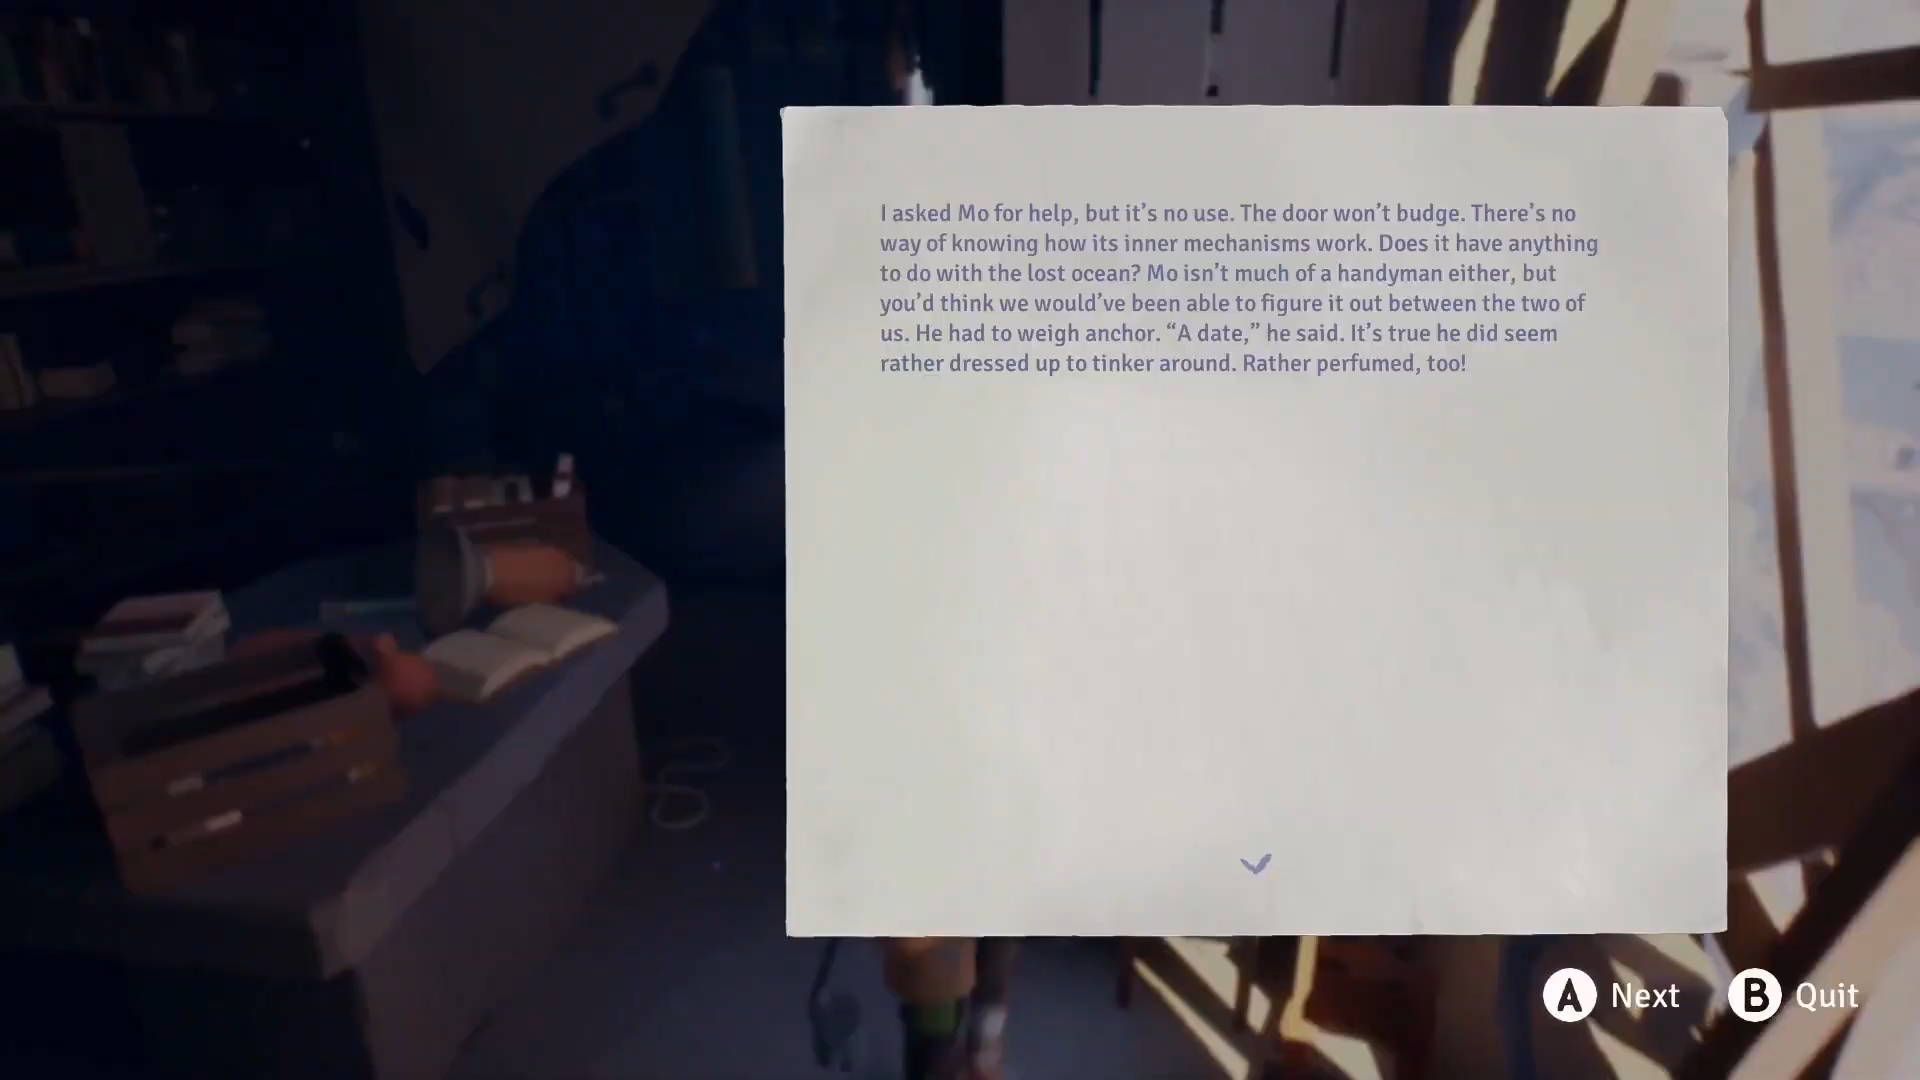 I asked Mo for help, but it’s no use. The door won’t budge. There’s no
way of knowing how its inner mechanisms work. Does it have anything
to do with the lost ocean? Mo isn’t much of a handyman either, but
you’d think we would’ve been able to figure it out between the two of
us. He had to weigh anchor. “A date,” he said. It’s true he did seem
rather dressed up to tinker around. Rather perfumed, too!
A Next B Quit